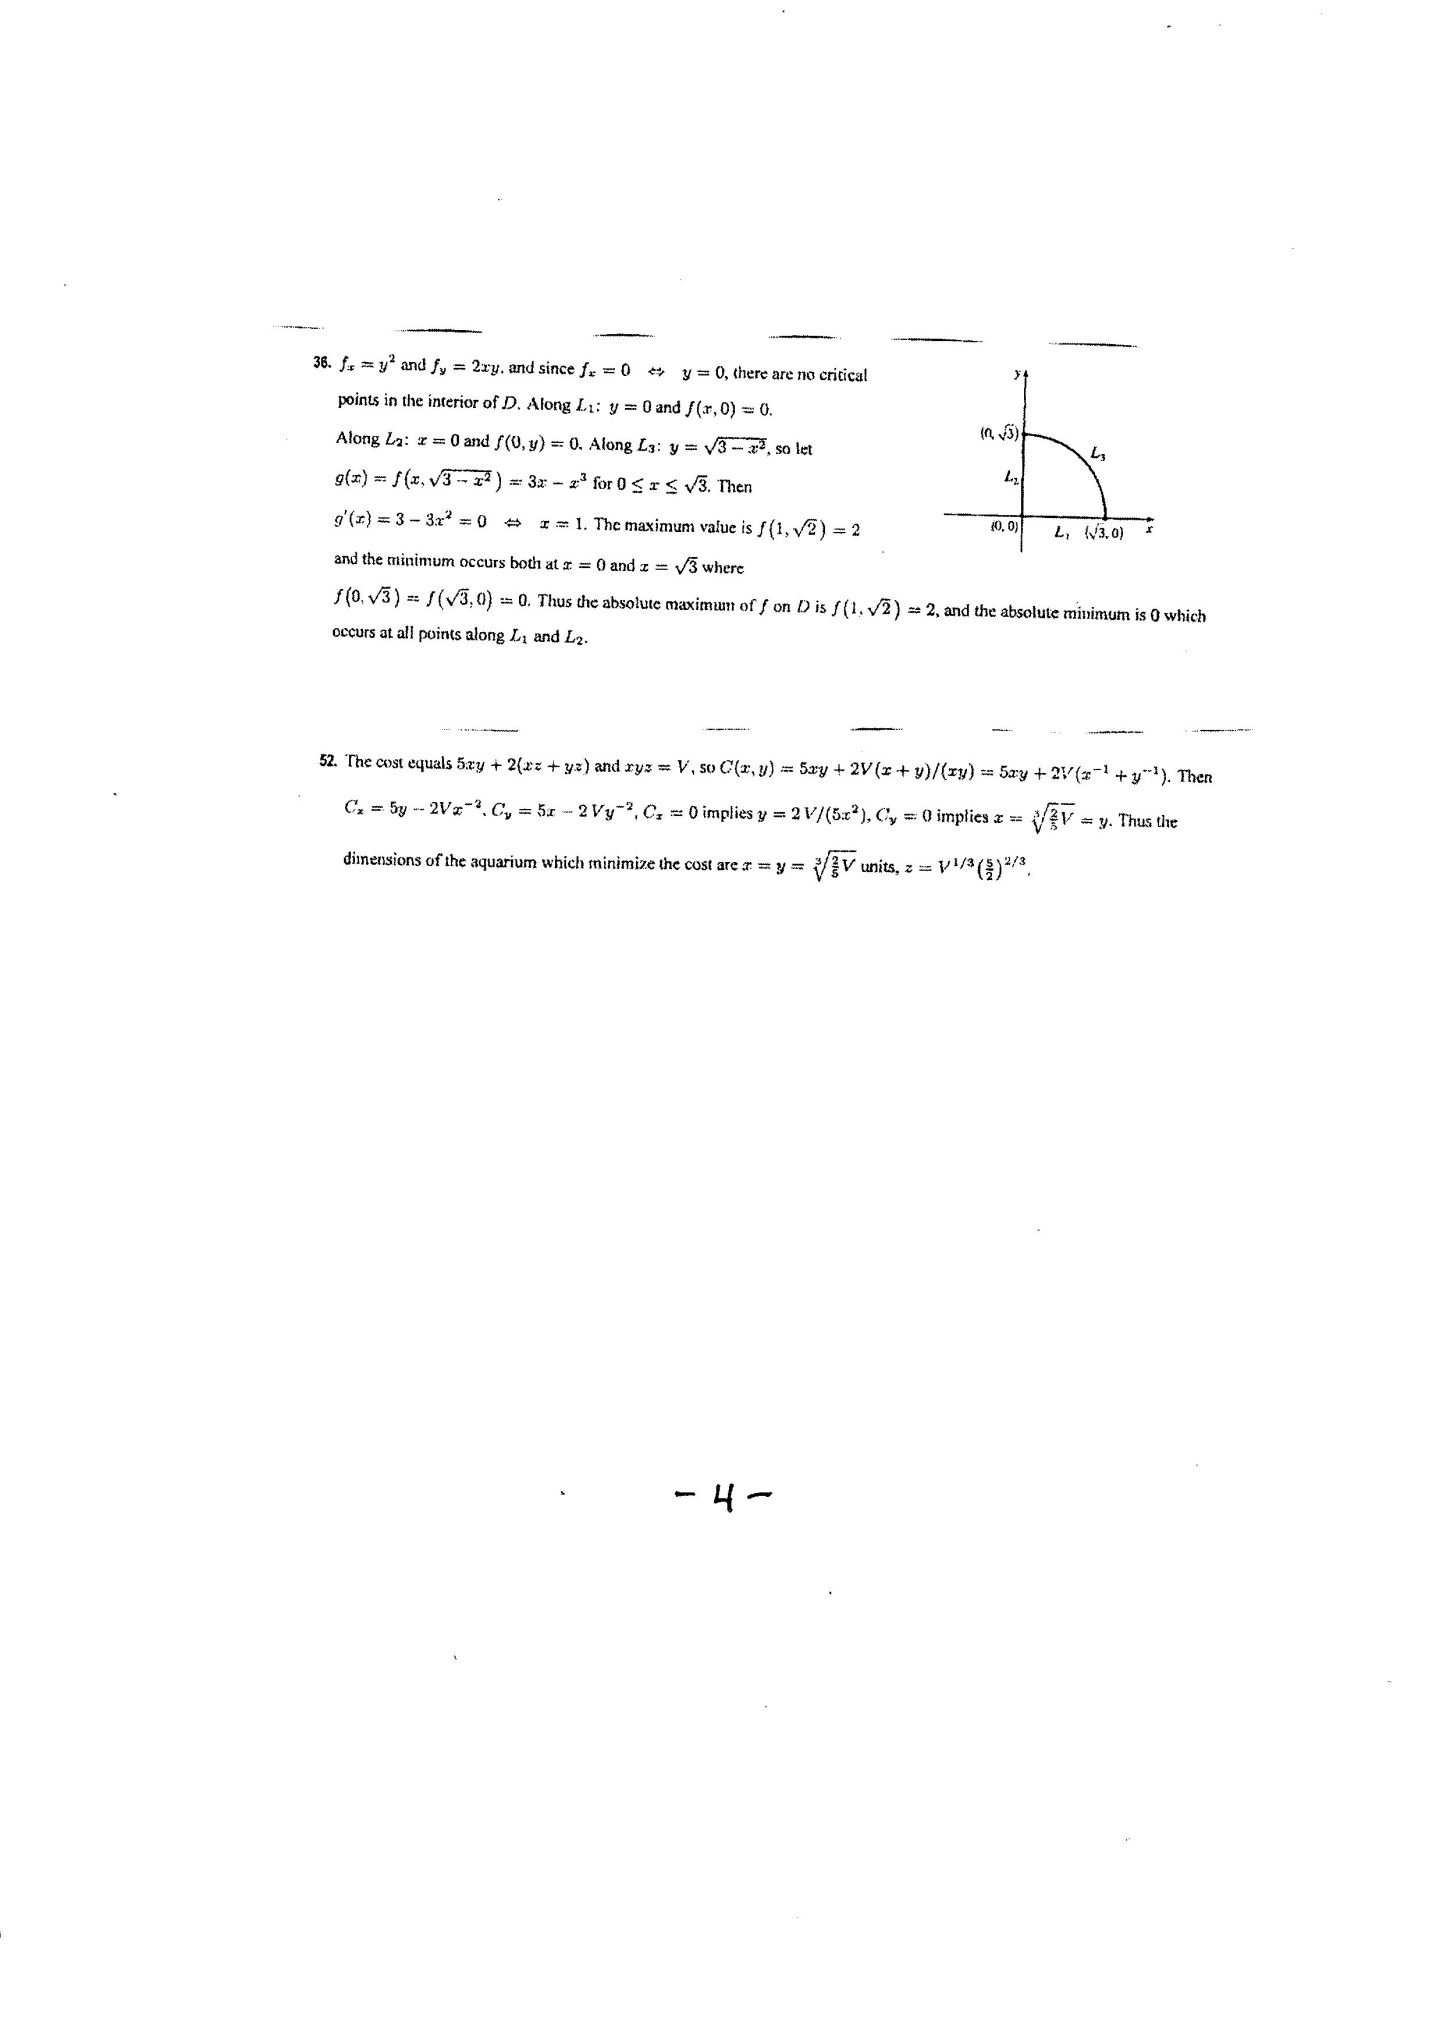 36. fₓ = y² and f_y = 2xy, and since fₓ = 0 ⇔ y = 0, there are no critical
points in the interior of D. Along L₁: y = 0 and f(x, 0) = 0.
Along L₂: x = 0 and f(0, y) = 0. Along L₃: y = √(3 − x²), so let
g(x) = f(x, √(3 − x²)) = 3x − x³ for 0 ≤ x ≤ √3. Then
g′(x) = 3 − 3x² = 0 ⇔ x = 1. The maximum value is f(1, √2) = 2
and the minimum occurs both at x = 0 and x = √3 where
f(0, √3) = f(√3, 0) = 0. Thus the absolute maximum of f on D is f(1, √2) = 2, and the absolute minimum is 0 which
occurs at all points along L₁ and L₂.
y
(0, √3)
L₃
L₂
(0, 0)
L₁
(√3, 0)
x
52. The cost equals 5xy + 2(xz + yz) and xyz = V, so C(x, y) = 5xy + 2V(x + y)/(xy) = 5xy + 2V(x⁻¹ + y⁻¹). Then
Cₓ = 5y − 2Vx⁻², C_y = 5x − 2Vy⁻², Cₓ = 0 implies y = 2V/(5x²), C_y = 0 implies x = ∛(2/5 V) = y. Thus the
dimensions of the aquarium which minimize the cost are x = y = ∛(2/5 V) units, z = V^1/3 (5/2)^2/3.
- 4 -